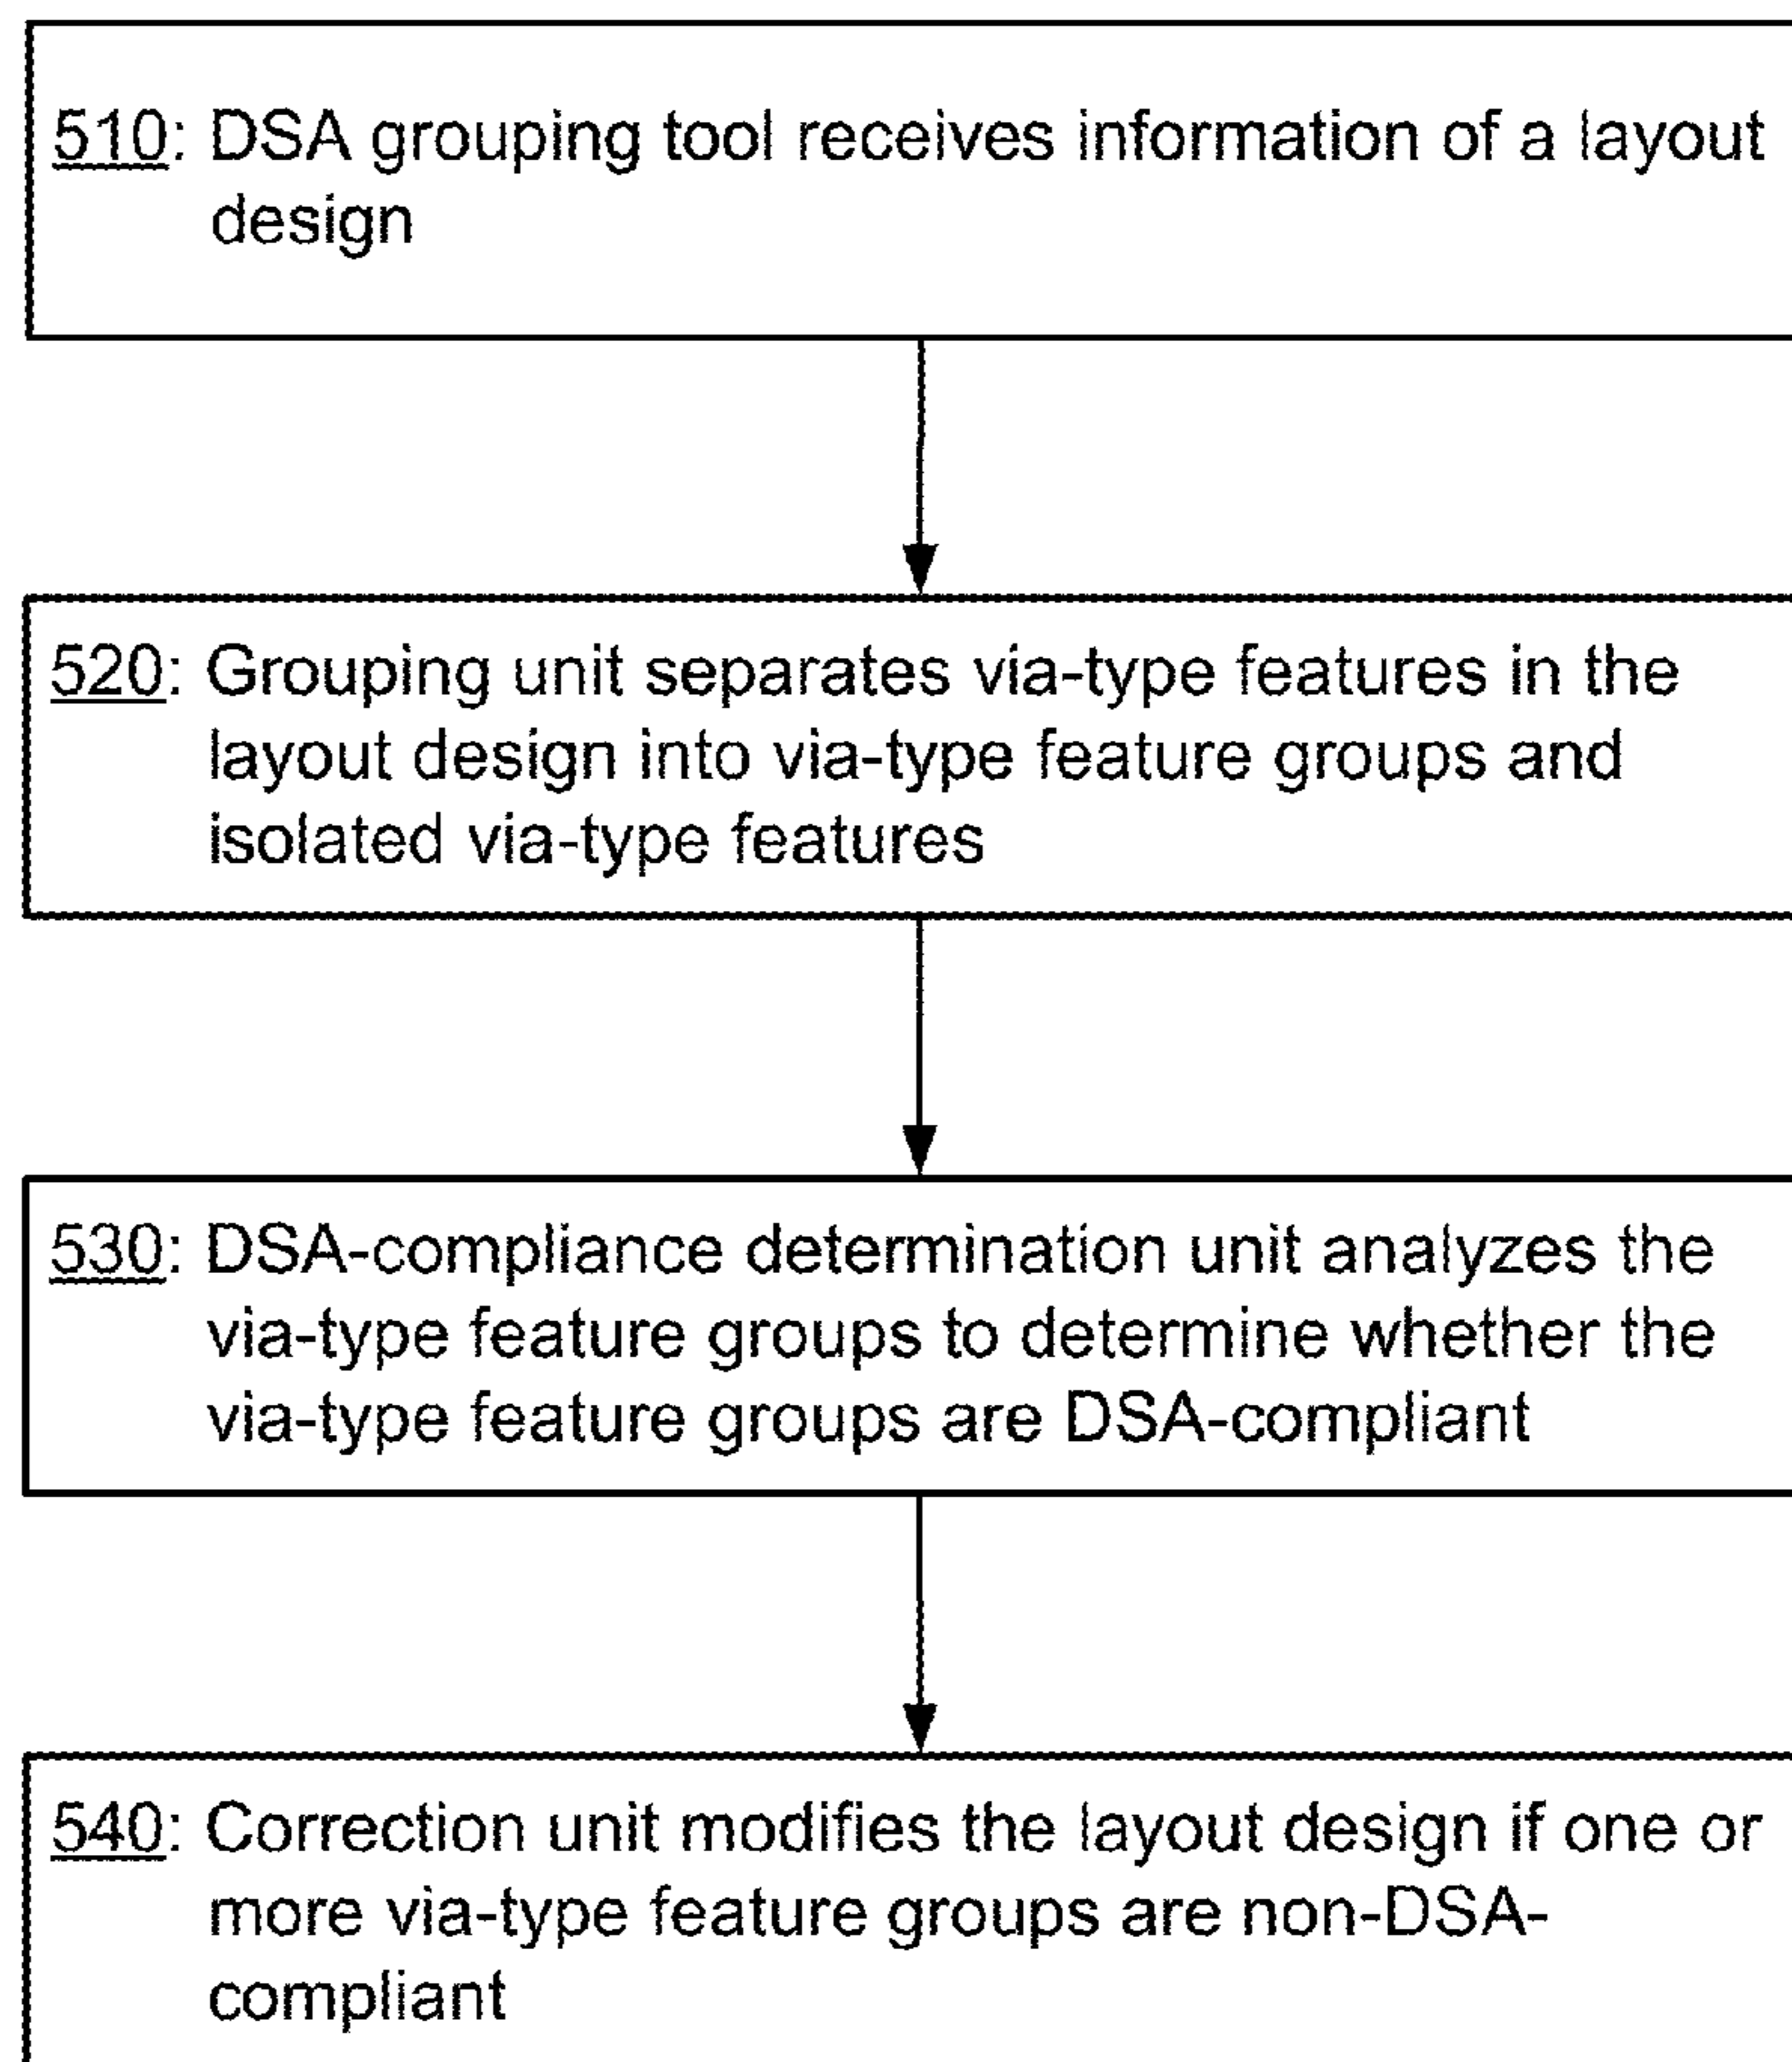 510: DSA grouping tool receives information of a layout
design
520: Grouping unit separates via-type features in the
layout design into via-type feature groups and
isolated via-type features
530: DSA-compliance determination unit analyzes the
via-type feature groups to determine whether the
via-type feature groups are DSA-compliant
540: Correction unit modifies the layout design if one or
more via-type feature groups are non-DSA-
compliant